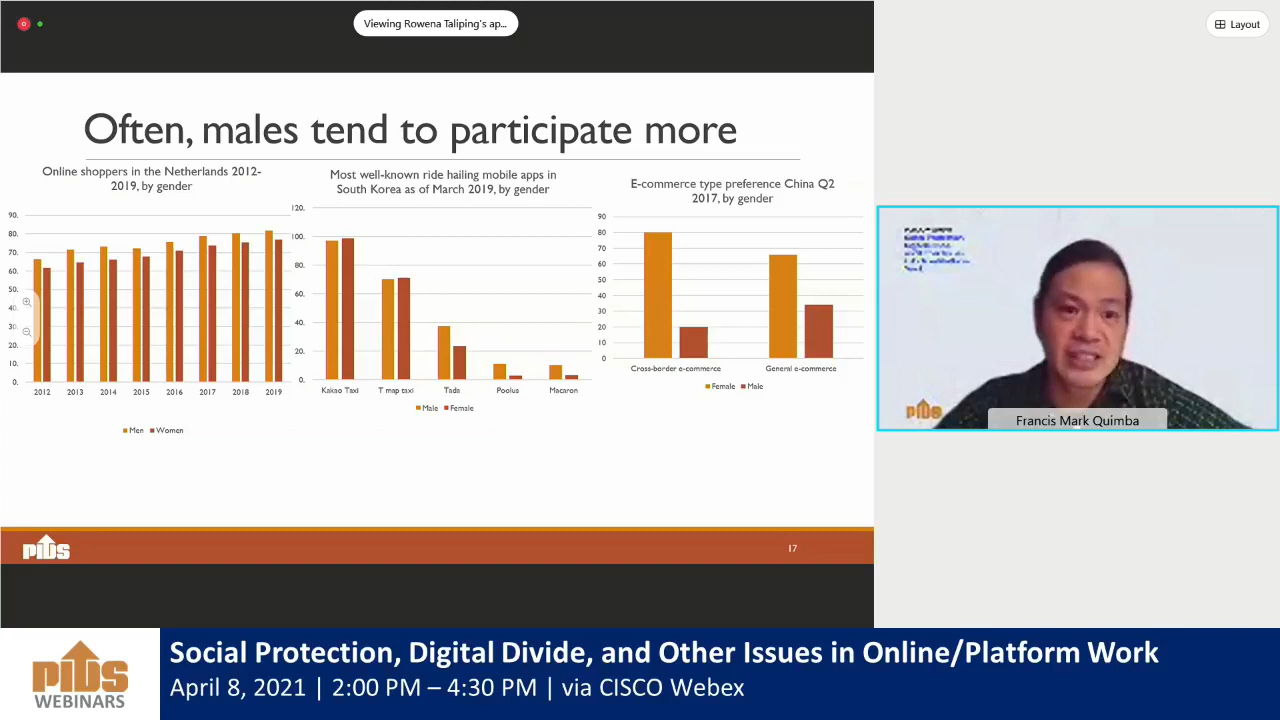 Viewing Rowena Taliping's ap...
Layout
Often, males tend to participate more
Online shoppers in the Netherlands 2012-
2019, by gender
90.
80.
70.
60.
50.
40.
30.
20.
10.
0.
2012 2013 2014 2015 2016 2017 2018 2019
Men Women
Most well-known ride hailing mobile apps in
South Korea as of March 2019, by gender
120.
100.
80.
60.
40.
20.
0.
Kakao Taxi T map taxi Tada Poolus Macaron
Male Female
E-commerce type preference China Q2
2017, by gender
90
80
70
60
50
40
30
20
10
0
Cross-border e-commerce General e-commerce
Female Male
PIDS
17
PIDS
Francis Mark Quimba
PIDS
WEBINARS
Social Protection, Digital Divide, and Other Issues in Online/Platform Work
April 8, 2021 | 2:00 PM – 4:30 PM | via CISCO Webex